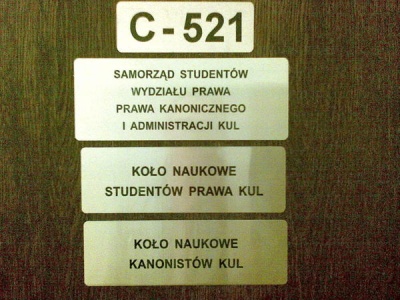 C - 521
SAMORZĄD STUDENTÓW
WYDZIAŁU PRAWA
PRAWA KANONICZNEGO
I ADMINISTRACJI KUL
KOŁO NAUKOWE
STUDENTÓW PRAWA KUL
KOŁO NAUKOWE
KANONISTÓW KUL